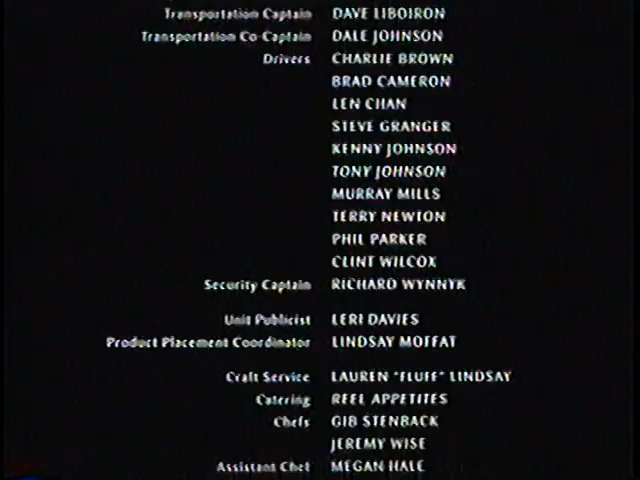 Transportation Captain DAVE LIBOIRON
Transportation Co-Captain DALE JOHNSON
Drivers CHARLIE BROWN
BRAD CAMERON
LEN CHAN
STEVE GRANGER
KENNY JOHNSON
TONY JOHNSON
MURRAY MILLS
TERRY NEWTON
PHIL PARKER
CLINT WILCOX
Security Captain RICHARD WYNNYK
Unit Publicist LERI DAVIES
Product Placement Coordinator LINDSAY MOFFAT
Craft Service LAUREN "FLUFF" LINDSAY
Catering REEL APPETITES
Chefs GIB STENBACK
JEREMY WISE
Assistant Chef MEGAN HALE